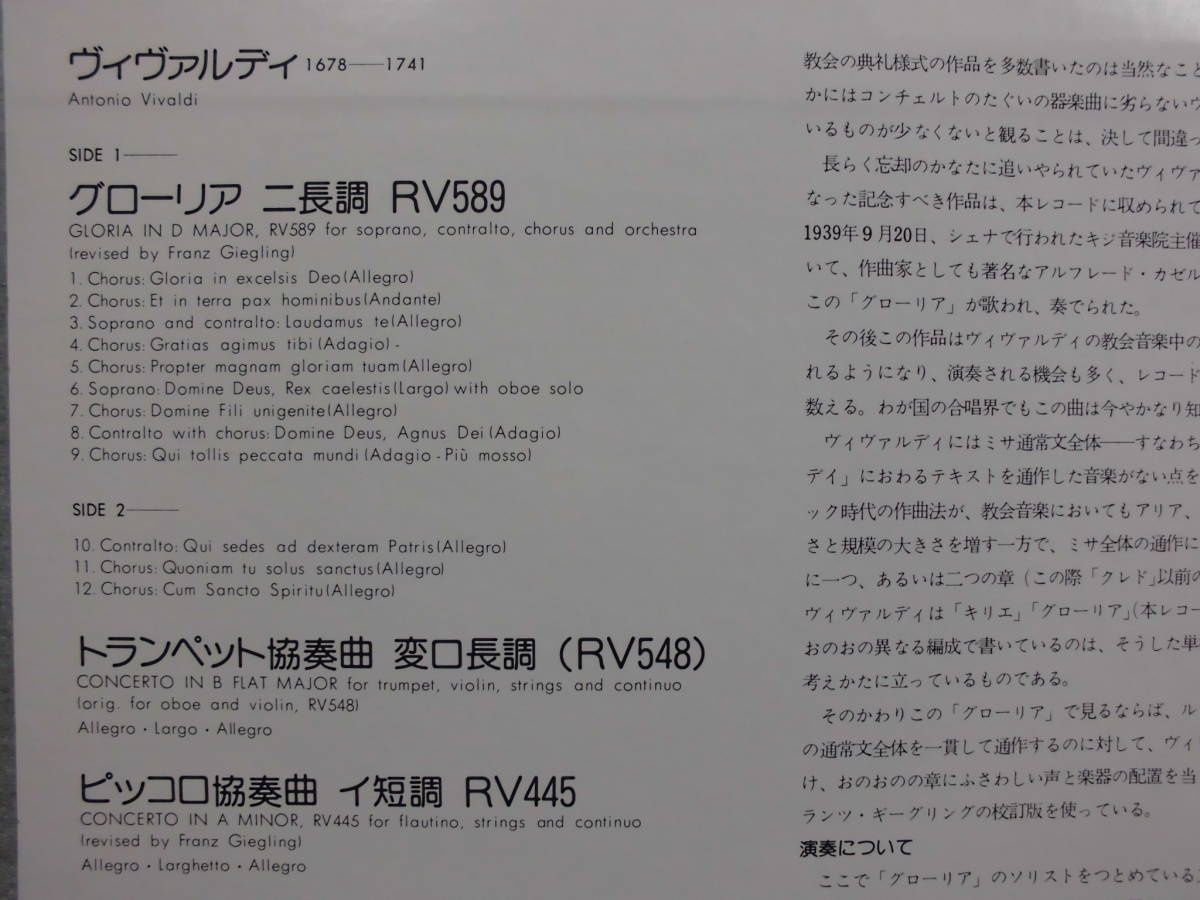 ヴィヴァルディ 1678——1741
Antonio Vivaldi
SIDE 1——
グローリア 二長調 RV589
GLORIA IN D MAJOR, RV589 for soprano, contralto, chorus and orchestra
(revised by Franz Giegling)
1. Chorus: Gloria in excelsis Deo(Allegro)
2. Chorus: Et in terra pax hominibus(Andante)
3. Soprano and contralto: Laudamus te(Allegro)
4. Chorus: Gratias agimus tibi(Adagio) -
5. Chorus: Propter magnam gloriam tuam(Allegro)
6. Soprano: Domine Deus, Rex caelestis(Largo) with oboe solo
7. Chorus: Domine Fili unigenite(Allegro)
8. Contralto with chorus: Domine Deus, Agnus Dei(Adagio)
9. Chorus: Qui tollis peccata mundi(Adagio-Più mosso)
SIDE 2——
10. Contralto: Qui sedes ad dexteram Patris(Allegro)
11. Chorus: Quoniam tu solus sanctus(Allegro)
12. Chorus: Cum Sancto Spiritu(Allegro)
トランペット協奏曲 変ロ長調 (RV548)
CONCERTO IN B FLAT MAJOR for trumpet, violin, strings and continuo
(orig. for oboe and violin, RV548)
Allegro・Largo・Allegro
ピッコロ協奏曲 イ短調 RV445
CONCERTO IN A MINOR, RV445 for flautino, strings and continuo
(revised by Franz Giegling)
Allegro・Larghetto・Allegro
教会の典礼様式の作品を多数書いたのは当然なこと
かにはコンチェルトのたぐいの器楽曲に劣らないヴ
いるものが少なくないと観ることは、決して間違っ
長らく忘却のかなたに追いやられていたヴィヴァ
なった記念すべき作品は、本レコードに収められて
1939年9月20日、シェナで行われたキジ音楽院主催
いて、作曲家としても著名なアルフレード・カゼル
この「グローリア」が歌われ、奏でられた。
その後この作品はヴィヴァルディの教会音楽中の
れるようになり、演奏される機会も多く、レコード
数える。わが国の合唱界でもこの曲は今やかなり知
ヴィヴァルディにはミサ通常文全体——すなわち
デイ」におわるテキストを通作した音楽がない点を
ック時代の作曲法が、教会音楽においてもアリア、
さと規模の大きさを増す一方で、ミサ全体の通作に
に一つ、あるいは二つの章（この際「クレド」以前の
ヴィヴァルディは「キリエ」「グローリア」（本レコー
おのおの異なる編成で書いているのは、そうした単
考えかたに立っているものである。
そのかわりこの「グローリア」で見るならば、ル
の通常文全体を一貫して通作するのに対して、ヴィ
け、おのおのの章にふさわしい声と楽器の配置を当
ランツ・ギーグリングの校訂版を使っている。
演奏について
ここで「グローリア」のソリストをつとめている